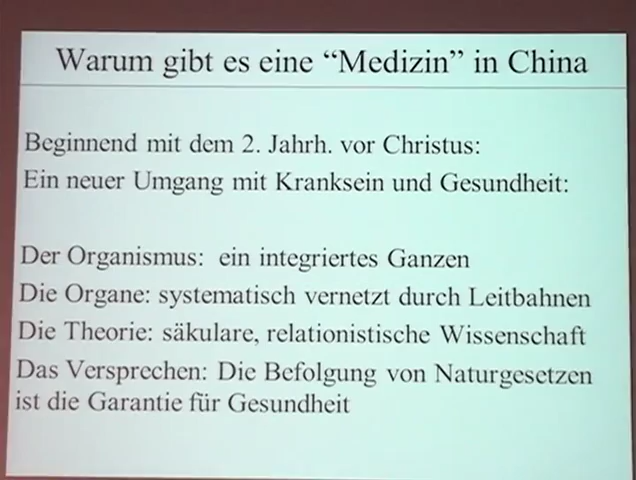 Warum gibt es eine “Medizin” in China
Beginnend mit dem 2. Jahrh. vor Christus:
Ein neuer Umgang mit Kranksein und Gesundheit:
Der Organismus: ein integriertes Ganzen
Die Organe: systematisch vernetzt durch Leitbahnen
Die Theorie: säkulare, relationistische Wissenschaft
Das Versprechen: Die Befolgung von Naturgesetzen
ist die Garantie für Gesundheit